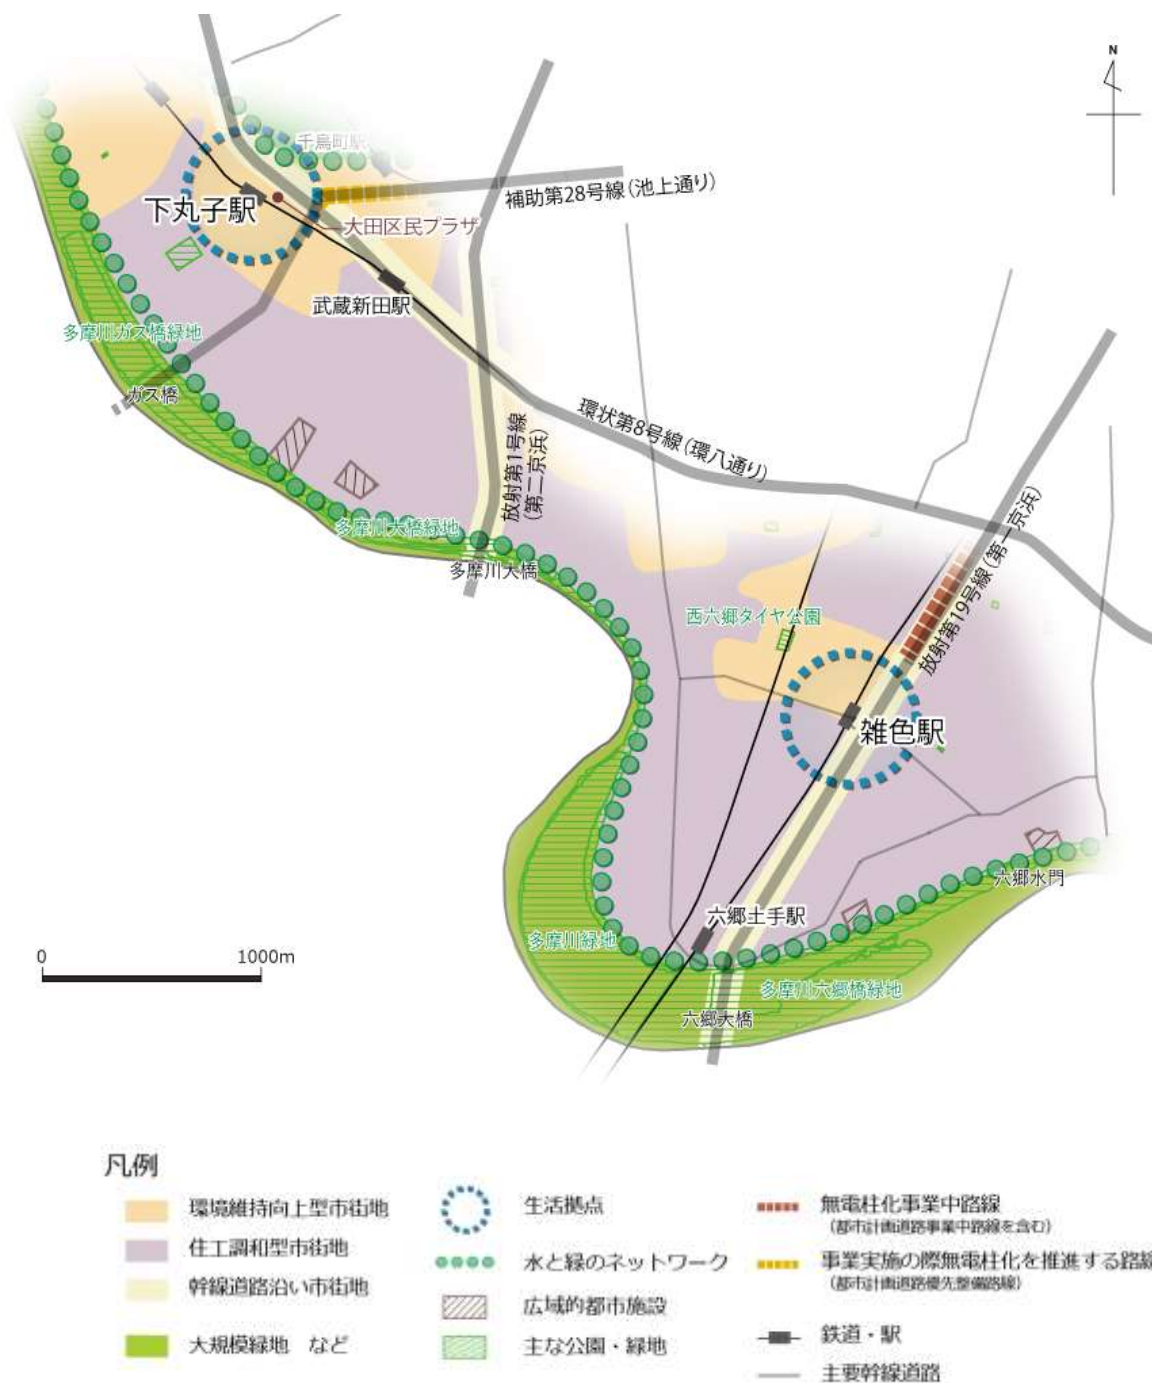 N
千鳥町駅
補助第28号線(池上通り)
下丸子駅
大田区民プラザ
武蔵新田駅
多摩川ガス橋緑地
ガス橋
環状第8号線(環八通り)
放射第1号線
(第二京浜)
放射第19号線(第一京浜)
多摩川大橋緑地
多摩川大橋
西六郷タイヤ公園
雑色駅
六郷水門
六郷土手駅
多摩川緑地
多摩川六郷橋緑地
六郷大橋
0 1000m
凡例
環境維持向上型市街地
住工調和型市街地
幹線道路沿い市街地
大規模緑地 など
生活拠点
水と緑のネットワーク
広域的都市施設
主な公園・緑地
無電柱化事業中路線
(都市計画道路事業中路線を含む)
事業実施の際無電柱化を推進する路線
(都市計画道路優先整備路線)
鉄道・駅
主要幹線道路